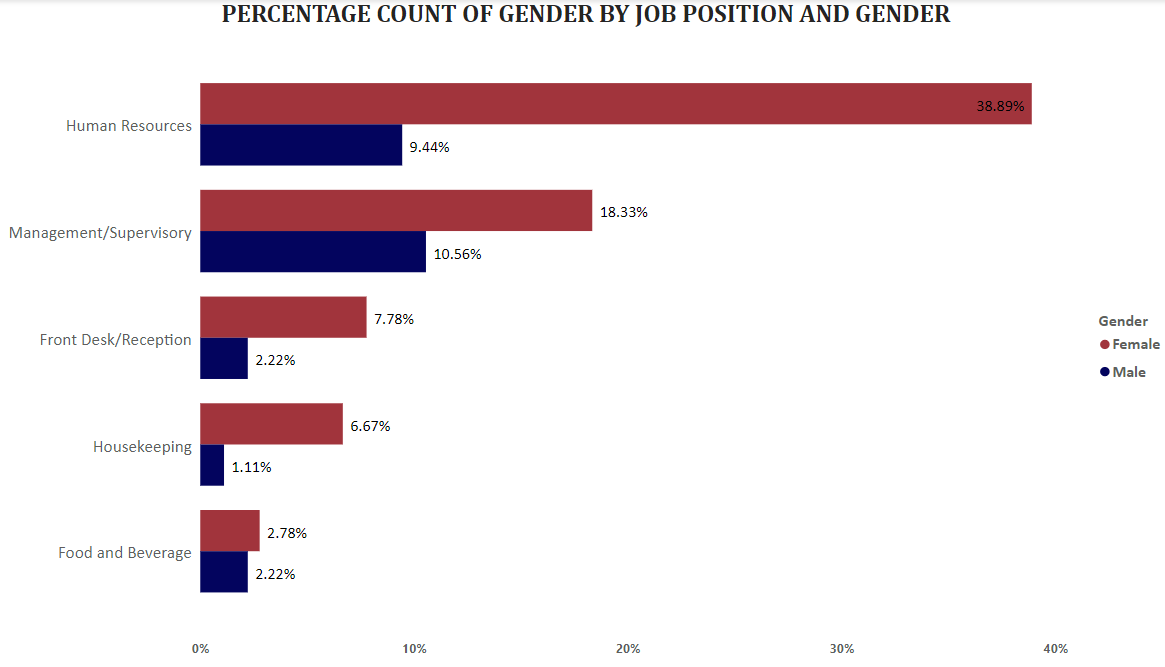 PERCENTAGE COUNT OF GENDER BY JOB POSITION AND GENDER
Human Resources
38.89%
9.44%
Management/Supervisory
18.33%
10.56%
Front Desk/Reception
7.78%
2.22%
Housekeeping
6.67%
1.11%
Food and Beverage
2.78%
2.22%
0% 10% 20% 30% 40%
Gender
Female
Male